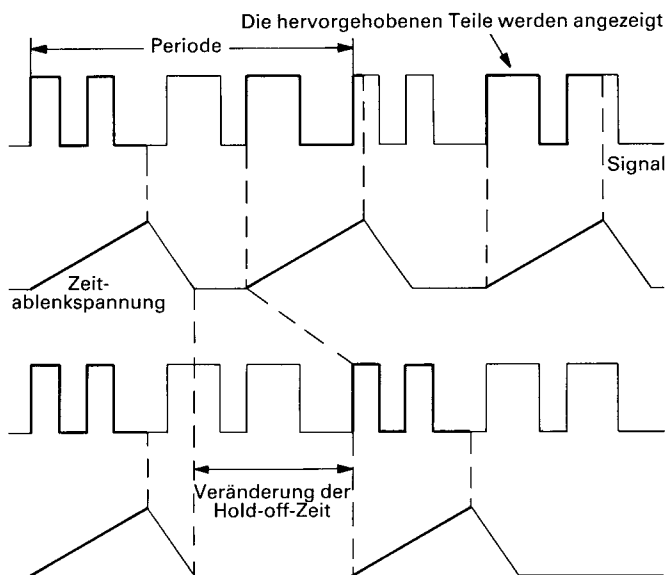 Die hervorgehobenen Teile werden angezeigt
Periode
Signal
Zeit-
ablenkspannung
Veränderung der
Hold-off-Zeit